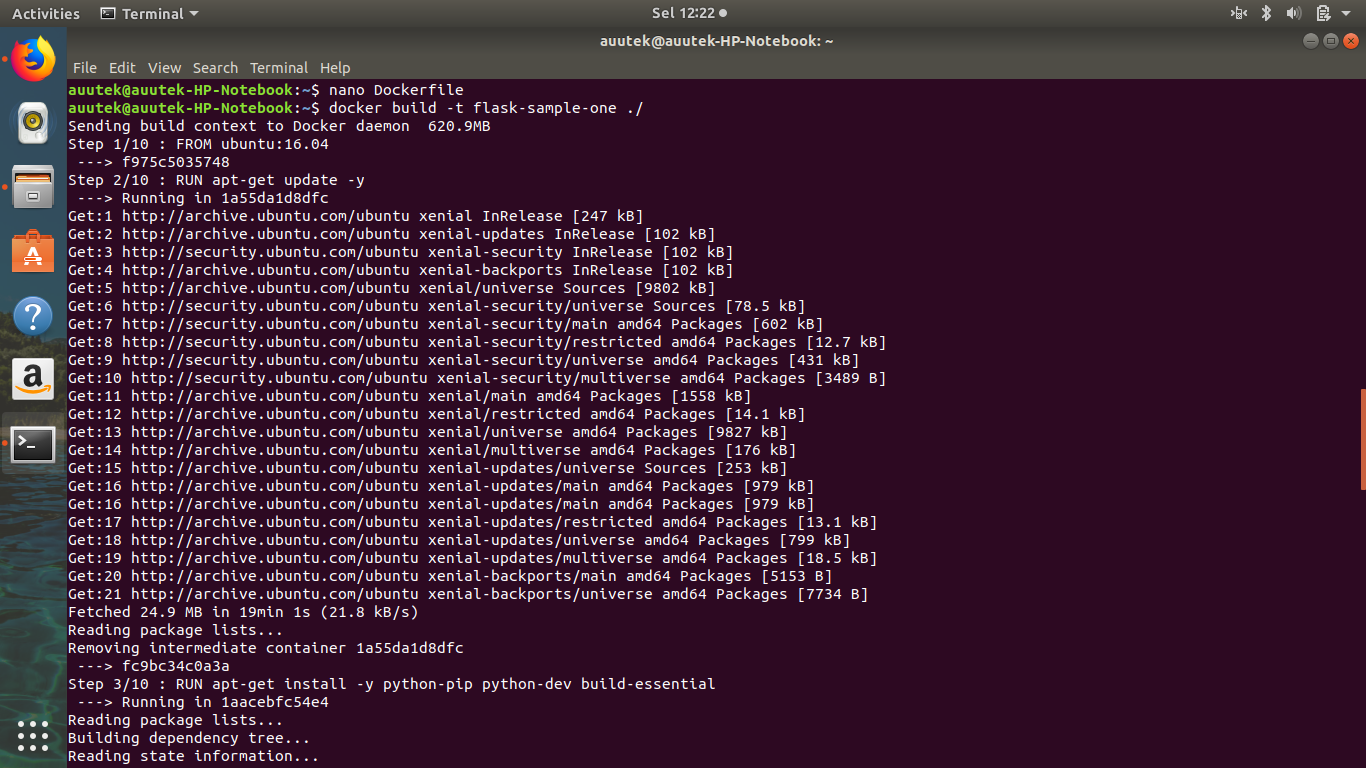 Activities Terminal Sel 12:22
auutek@auutek-HP-Notebook: ~
File Edit View Search Terminal Help
auutek@auutek-HP-Notebook:~$ nano Dockerfile
auutek@auutek-HP-Notebook:~$ docker build -t flask-sample-one ./
Sending build context to Docker daemon  620.9MB
Step 1/10 : FROM ubuntu:16.04
 ---> f975c5035748
Step 2/10 : RUN apt-get update -y
 ---> Running in 1a55da1d8dfc
Get:1 http://archive.ubuntu.com/ubuntu xenial InRelease [247 kB]
Get:2 http://archive.ubuntu.com/ubuntu xenial-updates InRelease [102 kB]
Get:3 http://security.ubuntu.com/ubuntu xenial-security InRelease [102 kB]
Get:4 http://archive.ubuntu.com/ubuntu xenial-backports InRelease [102 kB]
Get:5 http://archive.ubuntu.com/ubuntu xenial/universe Sources [9802 kB]
Get:6 http://security.ubuntu.com/ubuntu xenial-security/universe Sources [78.5 kB]
Get:7 http://security.ubuntu.com/ubuntu xenial-security/main amd64 Packages [602 kB]
Get:8 http://security.ubuntu.com/ubuntu xenial-security/restricted amd64 Packages [12.7 kB]
Get:9 http://security.ubuntu.com/ubuntu xenial-security/universe amd64 Packages [431 kB]
Get:10 http://security.ubuntu.com/ubuntu xenial-security/multiverse amd64 Packages [3489 B]
Get:11 http://archive.ubuntu.com/ubuntu xenial/main amd64 Packages [1558 kB]
Get:12 http://archive.ubuntu.com/ubuntu xenial/restricted amd64 Packages [14.1 kB]
Get:13 http://archive.ubuntu.com/ubuntu xenial/universe amd64 Packages [9827 kB]
Get:14 http://archive.ubuntu.com/ubuntu xenial/multiverse amd64 Packages [176 kB]
Get:15 http://archive.ubuntu.com/ubuntu xenial-updates/universe Sources [253 kB]
Get:16 http://archive.ubuntu.com/ubuntu xenial-updates/main amd64 Packages [979 kB]
Get:16 http://archive.ubuntu.com/ubuntu xenial-updates/main amd64 Packages [979 kB]
Get:17 http://archive.ubuntu.com/ubuntu xenial-updates/restricted amd64 Packages [13.1 kB]
Get:18 http://archive.ubuntu.com/ubuntu xenial-updates/universe amd64 Packages [799 kB]
Get:19 http://archive.ubuntu.com/ubuntu xenial-updates/multiverse amd64 Packages [18.5 kB]
Get:20 http://archive.ubuntu.com/ubuntu xenial-backports/main amd64 Packages [5153 B]
Get:21 http://archive.ubuntu.com/ubuntu xenial-backports/universe amd64 Packages [7734 B]
Fetched 24.9 MB in 19min 1s (21.8 kB/s)
Reading package lists...
Removing intermediate container 1a55da1d8dfc
 ---> fc9bc34c0a3a
Step 3/10 : RUN apt-get install -y python-pip python-dev build-essential
 ---> Running in 1aacebfc54e4
Reading package lists...
Building dependency tree...
Reading state information...